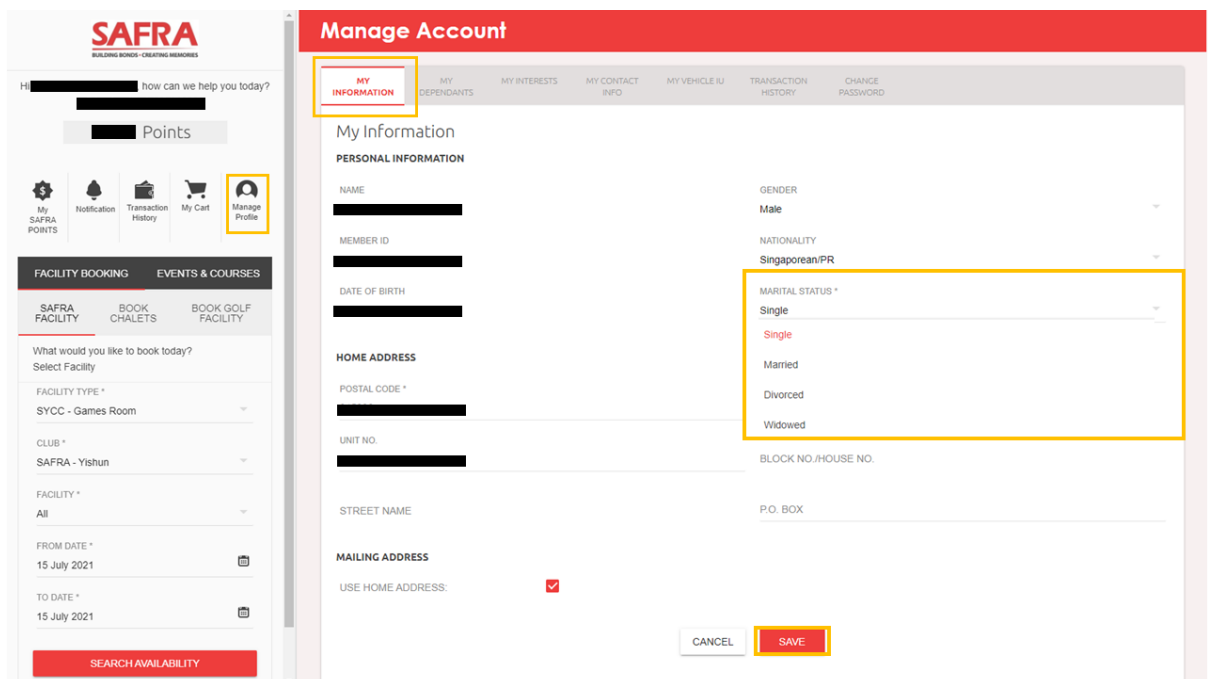 SAFRA
BUILDING BONDS • CREATING MEMORIES
Hi
, how can we help you today?
Points
My SAFRA POINTS
Notification
Transaction History
My Cart
Manage Profile
FACILITY BOOKING
EVENTS & COURSES
SAFRA FACILITY
BOOK CHALETS
BOOK GOLF FACILITY
What would you like to book today?
Select Facility
FACILITY TYPE *
SYCC - Games Room
CLUB *
SAFRA - Yishun
FACILITY *
All
FROM DATE *
15 July 2021
TO DATE *
15 July 2021
SEARCH AVAILABILITY
Manage Account
MY INFORMATION
MY DEPENDANTS
MY INTERESTS
MY CONTACT INFO
MY VEHICLE IU
TRANSACTION HISTORY
CHANGE PASSWORD
My Information
PERSONAL INFORMATION
NAME
GENDER
Male
MEMBER ID
NATIONALITY
Singaporean/PR
DATE OF BIRTH
MARITAL STATUS *
Single
Single
Married
Divorced
Widowed
HOME ADDRESS
POSTAL CODE *
UNIT NO.
BLOCK NO./HOUSE NO.
STREET NAME
P.O. BOX
MAILING ADDRESS
USE HOME ADDRESS:
CANCEL
SAVE